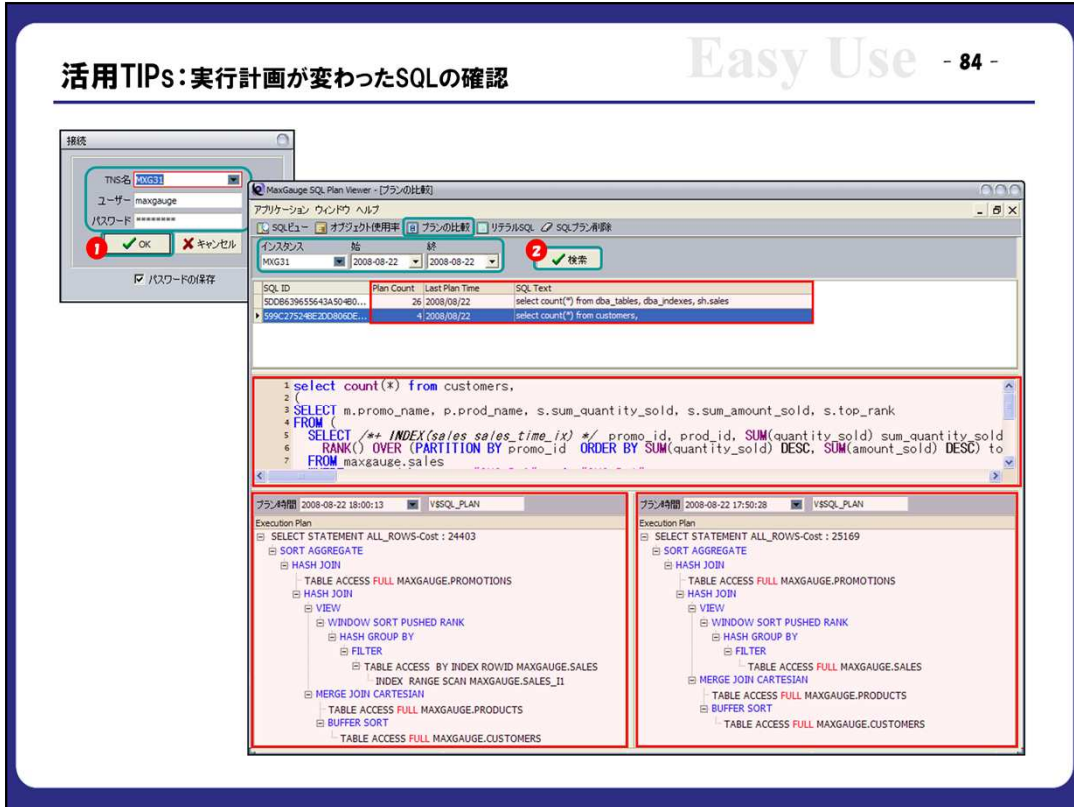 Easy Use - 84 -
活用TIPs：実行計画が変わったSQLの確認
接続
TNS名 MXG31
ユーザー maxgauge
パスワード ********
1 OK キャンセル
パスワードの保存
MaxGauge SQL Plan Viewer - [プランの比較]
アプリケーション ウィンドウ ヘルプ
SQLビュー オブジェクト使用率 プランの比較 リテラルSQL SQLプラン削除
インスタンス 始 終
MXG31 2008-08-22 2008-08-22 2 検索
SQL ID Plan Count Last Plan Time SQL Text
5DDB639655643A504B0... 26 2008/08/22 select count(*) from dba_tables, dba_indexes, sh.sales
599C27524BE2DD806DE... 4 2008/08/22 select count(*) from customers,
1 select count(*) from customers,
2 (
3 SELECT m.promo_name, p.prod_name, s.sum_quantity_sold, s.sum_amount_sold, s.top_rank
4 FROM (
5 SELECT /*+ INDEX(sales sales_time_ix) */ promo_id, prod_id, SUM(quantity_sold) sum_quantity_sold
6 RANK() OVER (PARTITION BY promo_id ORDER BY SUM(quantity_sold) DESC, SUM(amount_sold) DESC) to
7 FROM maxgauge.sales
プラン時間 2008-08-22 18:00:13 V$SQL_PLAN
Execution Plan
SELECT STATEMENT ALL_ROWS-Cost : 24403
SORT AGGREGATE
HASH JOIN
TABLE ACCESS FULL MAXGAUGE.PROMOTIONS
HASH JOIN
VIEW
WINDOW SORT PUSHED RANK
HASH GROUP BY
FILTER
TABLE ACCESS BY INDEX ROWID MAXGAUGE.SALES
INDEX RANGE SCAN MAXGAUGE.SALES_I1
MERGE JOIN CARTESIAN
TABLE ACCESS FULL MAXGAUGE.PRODUCTS
BUFFER SORT
TABLE ACCESS FULL MAXGAUGE.CUSTOMERS
プラン時間 2008-08-22 17:50:28 V$SQL_PLAN
Execution Plan
SELECT STATEMENT ALL_ROWS-Cost : 25169
SORT AGGREGATE
HASH JOIN
TABLE ACCESS FULL MAXGAUGE.PROMOTIONS
HASH JOIN
VIEW
WINDOW SORT PUSHED RANK
HASH GROUP BY
FILTER
TABLE ACCESS FULL MAXGAUGE.SALES
MERGE JOIN CARTESIAN
TABLE ACCESS FULL MAXGAUGE.PRODUCTS
BUFFER SORT
TABLE ACCESS FULL MAXGAUGE.CUSTOMERS